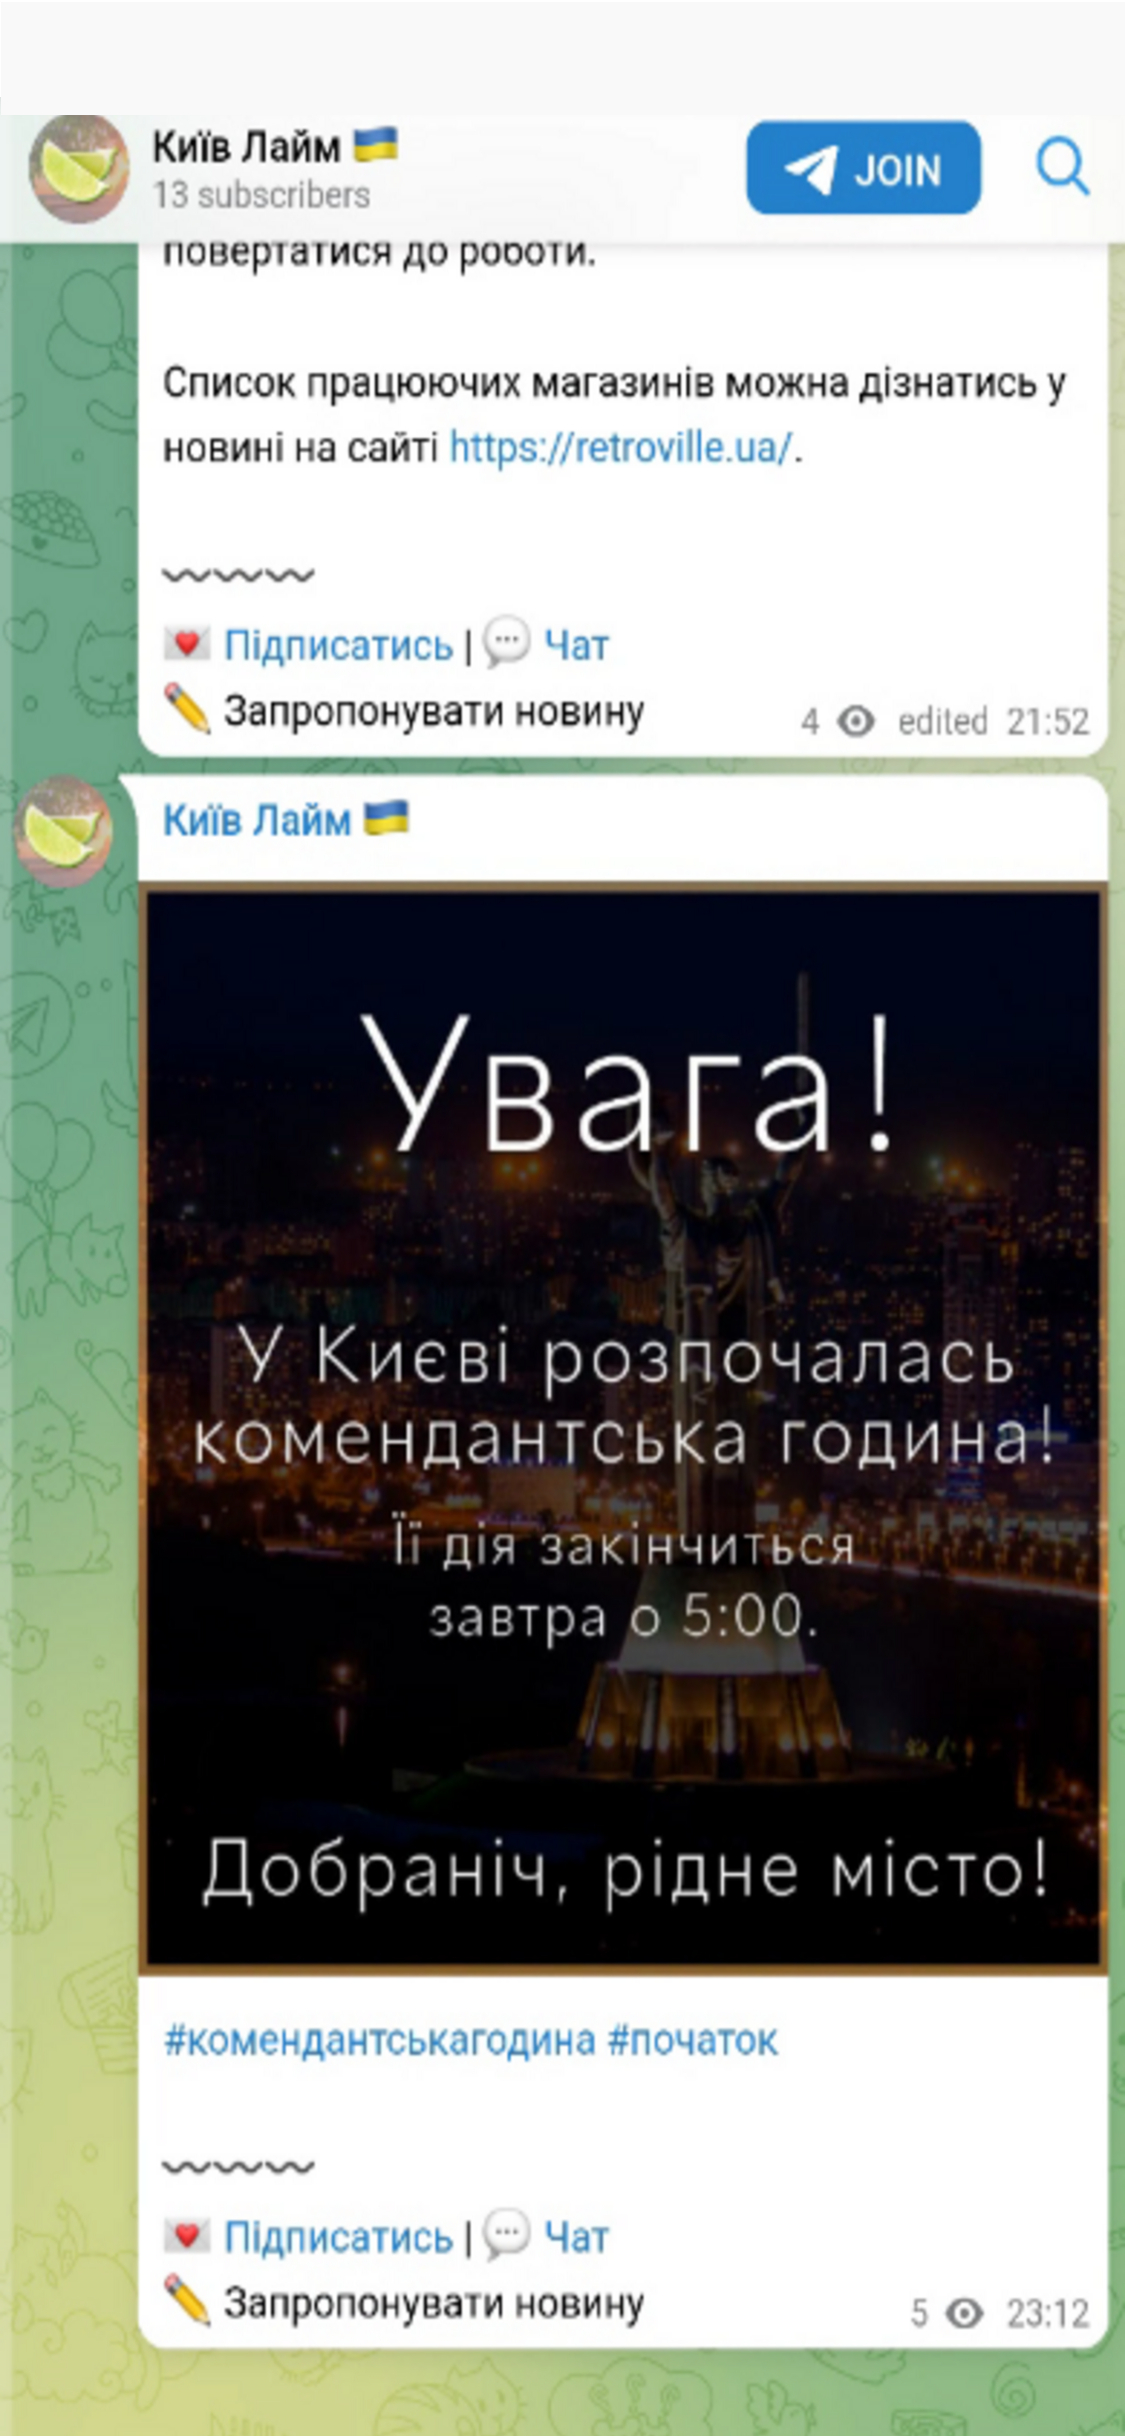 Київ Лайм 🇺🇦
13 subscribers
JOIN
повертатися до роботи.
Список працюючих магазинів можна дізнатись у
новині на сайті https://retroville.ua/.
〰〰〰
💌 Підписатись | 💬 Чат
✏️ Запропонувати новину
4 edited 21:52
Київ Лайм 🇺🇦
Увага!
У Києві розпочалась
комендантська година!
Її дія закінчиться
завтра о 5:00.
Добраніч, рідне місто!
#комендантськагодина #початок
〰〰〰
💌 Підписатись | 💬 Чат
✏️ Запропонувати новину
5 23:12